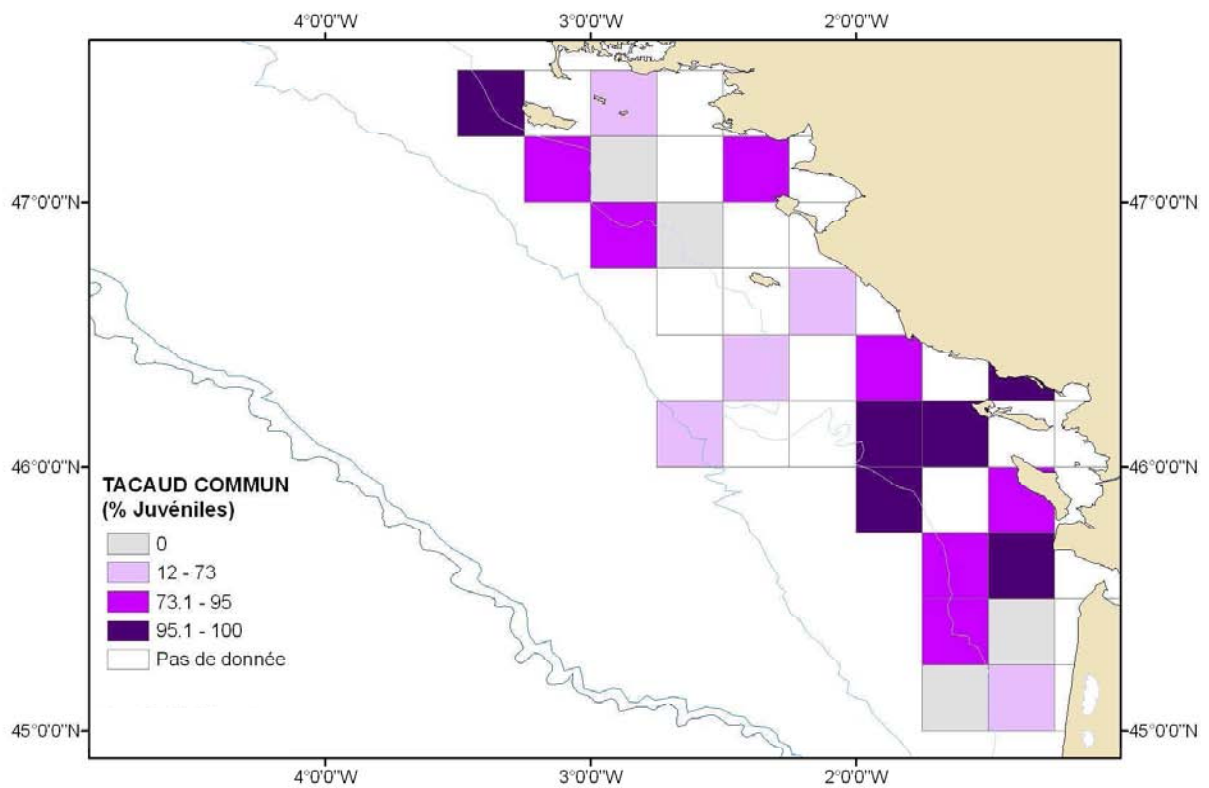 4°0'0"W 3°0'0"W 2°0'0"W
47°0'0"N 47°0'0"N
46°0'0"N 46°0'0"N
TACAUD COMMUN
(% Juvéniles)
0
12 - 73
73.1 - 95
95.1 - 100
Pas de donnée
45°0'0"N 45°0'0"N
4°0'0"W 3°0'0"W 2°0'0"W